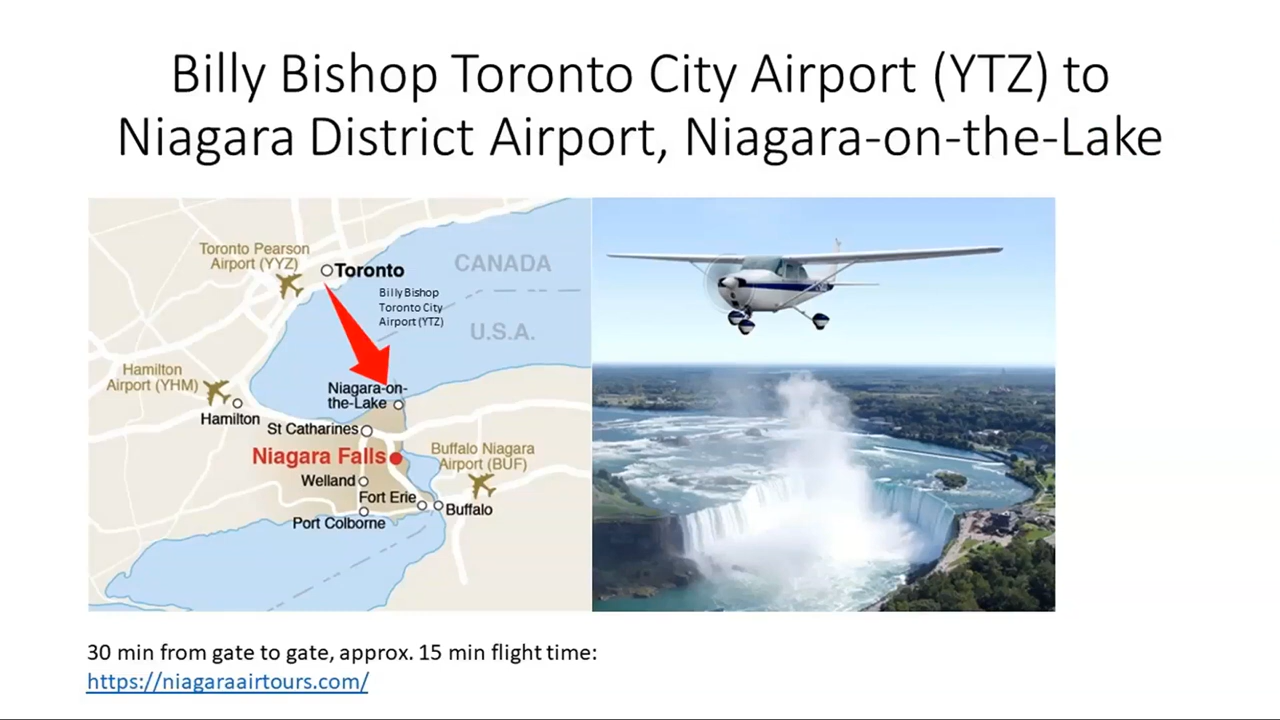 Billy Bishop Toronto City Airport (YTZ) to
Niagara District Airport, Niagara-on-the-Lake
Toronto Pearson
Airport (YYZ)
Toronto
CANADA
Billy Bishop
Toronto City
Airport (YTZ)
U.S.A.
Hamilton
Airport (YHM)
Hamilton
Niagara-on-
the-Lake
St Catharines
Niagara Falls
Buffalo Niagara
Airport (BUF)
Welland
Fort Erie
Buffalo
Port Colborne
30 min from gate to gate, approx. 15 min flight time:
https://niagaraairtours.com/